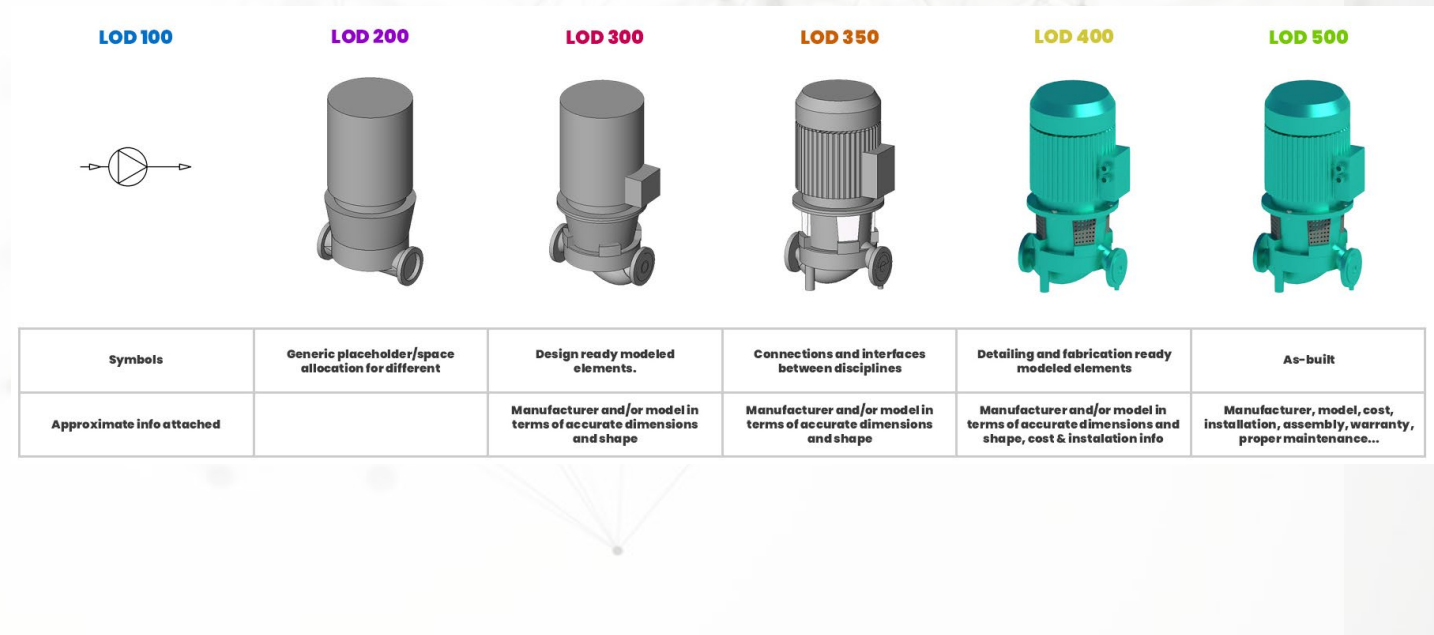 LOD 100
LOD 200
LOD 300
LOD 350
LOD 400
LOD 500
Symbols
Generic placeholder/space
allocation for different
Design ready modeled
elements.
Connections and interfaces
between disciplines
Detailing and fabrication ready
modeled elements
As-built
Approximate info attached
Manufacturer and/or model in
terms of accurate dimensions
and shape
Manufacturer and/or model in
terms of accurate dimensions
and shape
Manufacturer and/or model in
terms of accurate dimensions and
shape, cost & instalation info
Manufacturer, model, cost,
installation, assembly, warranty,
proper maintenance...